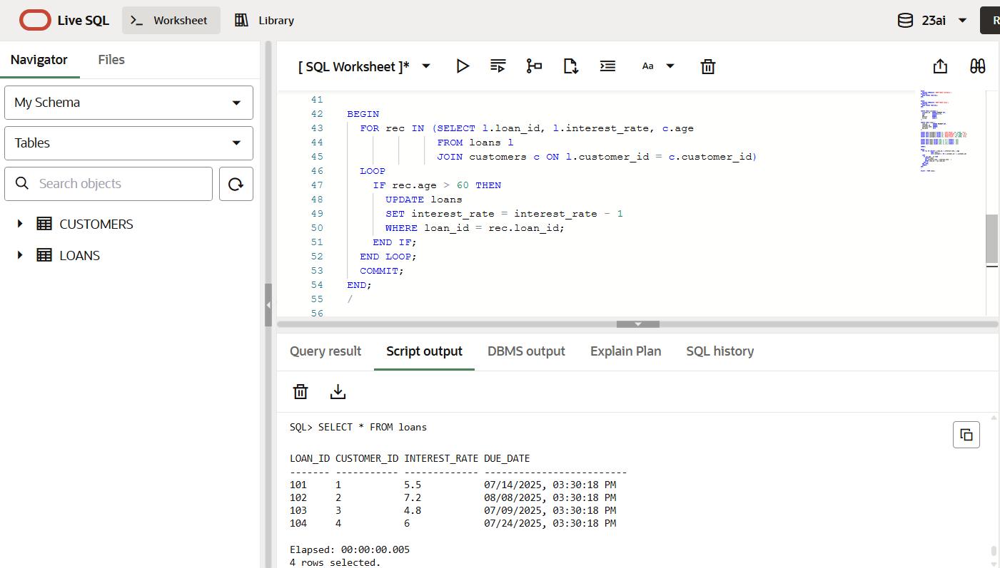 Live SQL
Worksheet
Library
23ai
Navigator
Files
My Schema
Tables
Search objects
CUSTOMERS
LOANS
[ SQL Worksheet ]*
Aa
41
42 BEGIN
43 FOR rec IN (SELECT l.loan_id, l.interest_rate, c.age
44 FROM loans l
45 JOIN customers c ON l.customer_id = c.customer_id)
46 LOOP
47 IF rec.age > 60 THEN
48 UPDATE loans
49 SET interest_rate = interest_rate - 1
50 WHERE loan_id = rec.loan_id;
51 END IF;
52 END LOOP;
53 COMMIT;
54 END;
55 /
56
Query result
Script output
DBMS output
Explain Plan
SQL history
SQL> SELECT * FROM loans
LOAN_ID CUSTOMER_ID INTEREST_RATE DUE_DATE
------- ----------- ------------- -------------------------
101 1 5.5 07/14/2025, 03:30:18 PM
102 2 7.2 08/08/2025, 03:30:18 PM
103 3 4.8 07/09/2025, 03:30:18 PM
104 4 6 07/24/2025, 03:30:18 PM
Elapsed: 00:00:00.005
4 rows selected.